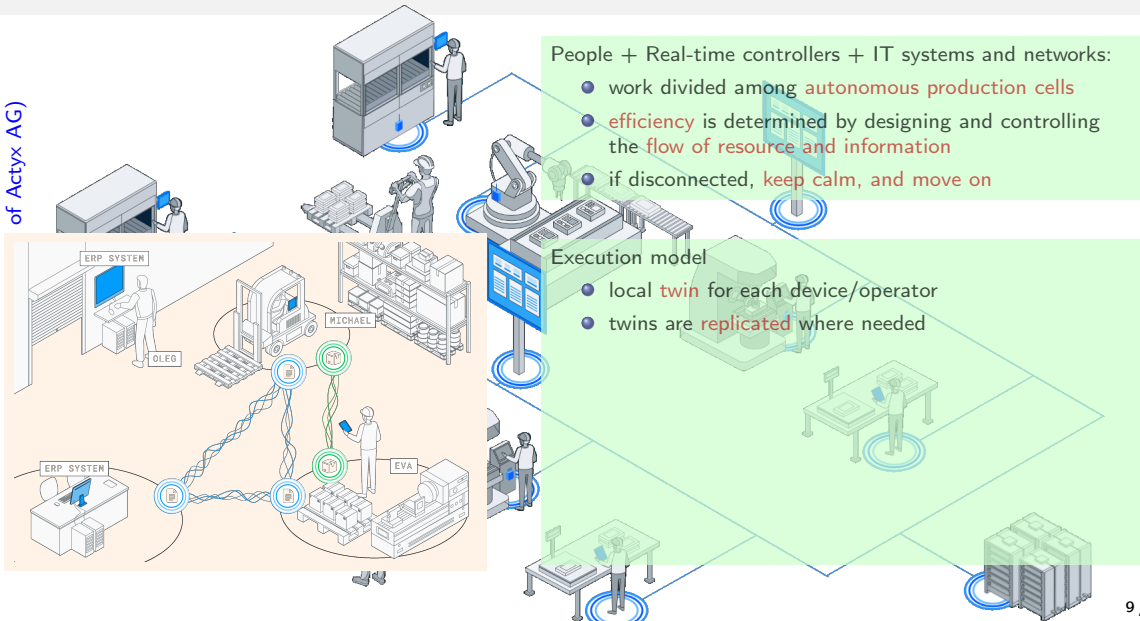 People + Real-time controllers + IT systems and networks:
work divided among autonomous production cells
efficiency is determined by designing and controlling
the flow of resource and information
if disconnected, keep calm, and move on
of Actyx AG)
ERP SYSTEM
OLEG
MICHAEL
ERP SYSTEM
EVA
Execution model
local twin for each device/operator
twins are replicated where needed
9/